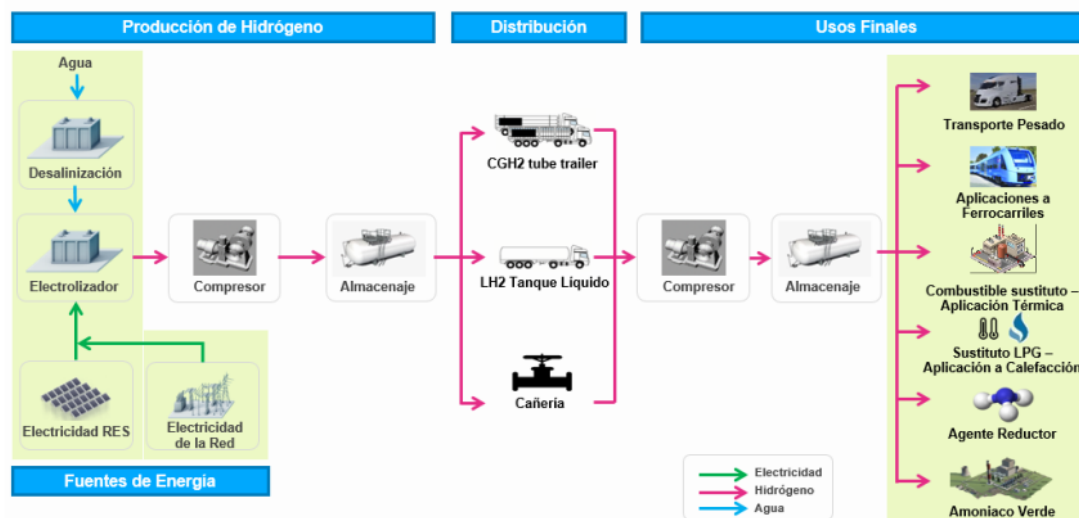 Producción de Hidrógeno
Distribución
Usos Finales
Agua
Desalinización
Electrolizador
Compresor
Almacenaje
Electricidad RES
Electricidad
de la Red
Fuentes de Energía
CGH2 tube trailer
LH2 Tanque Líquido
Cañería
Compresor
Almacenaje
Transporte Pesado
Aplicaciones a
Ferrocarriles
Combustible sustituto –
Aplicación Térmica
Sustituto LPG –
Aplicación a Calefacción
Agente Reductor
Amoniaco Verde
Electricidad
Hidrógeno
Agua